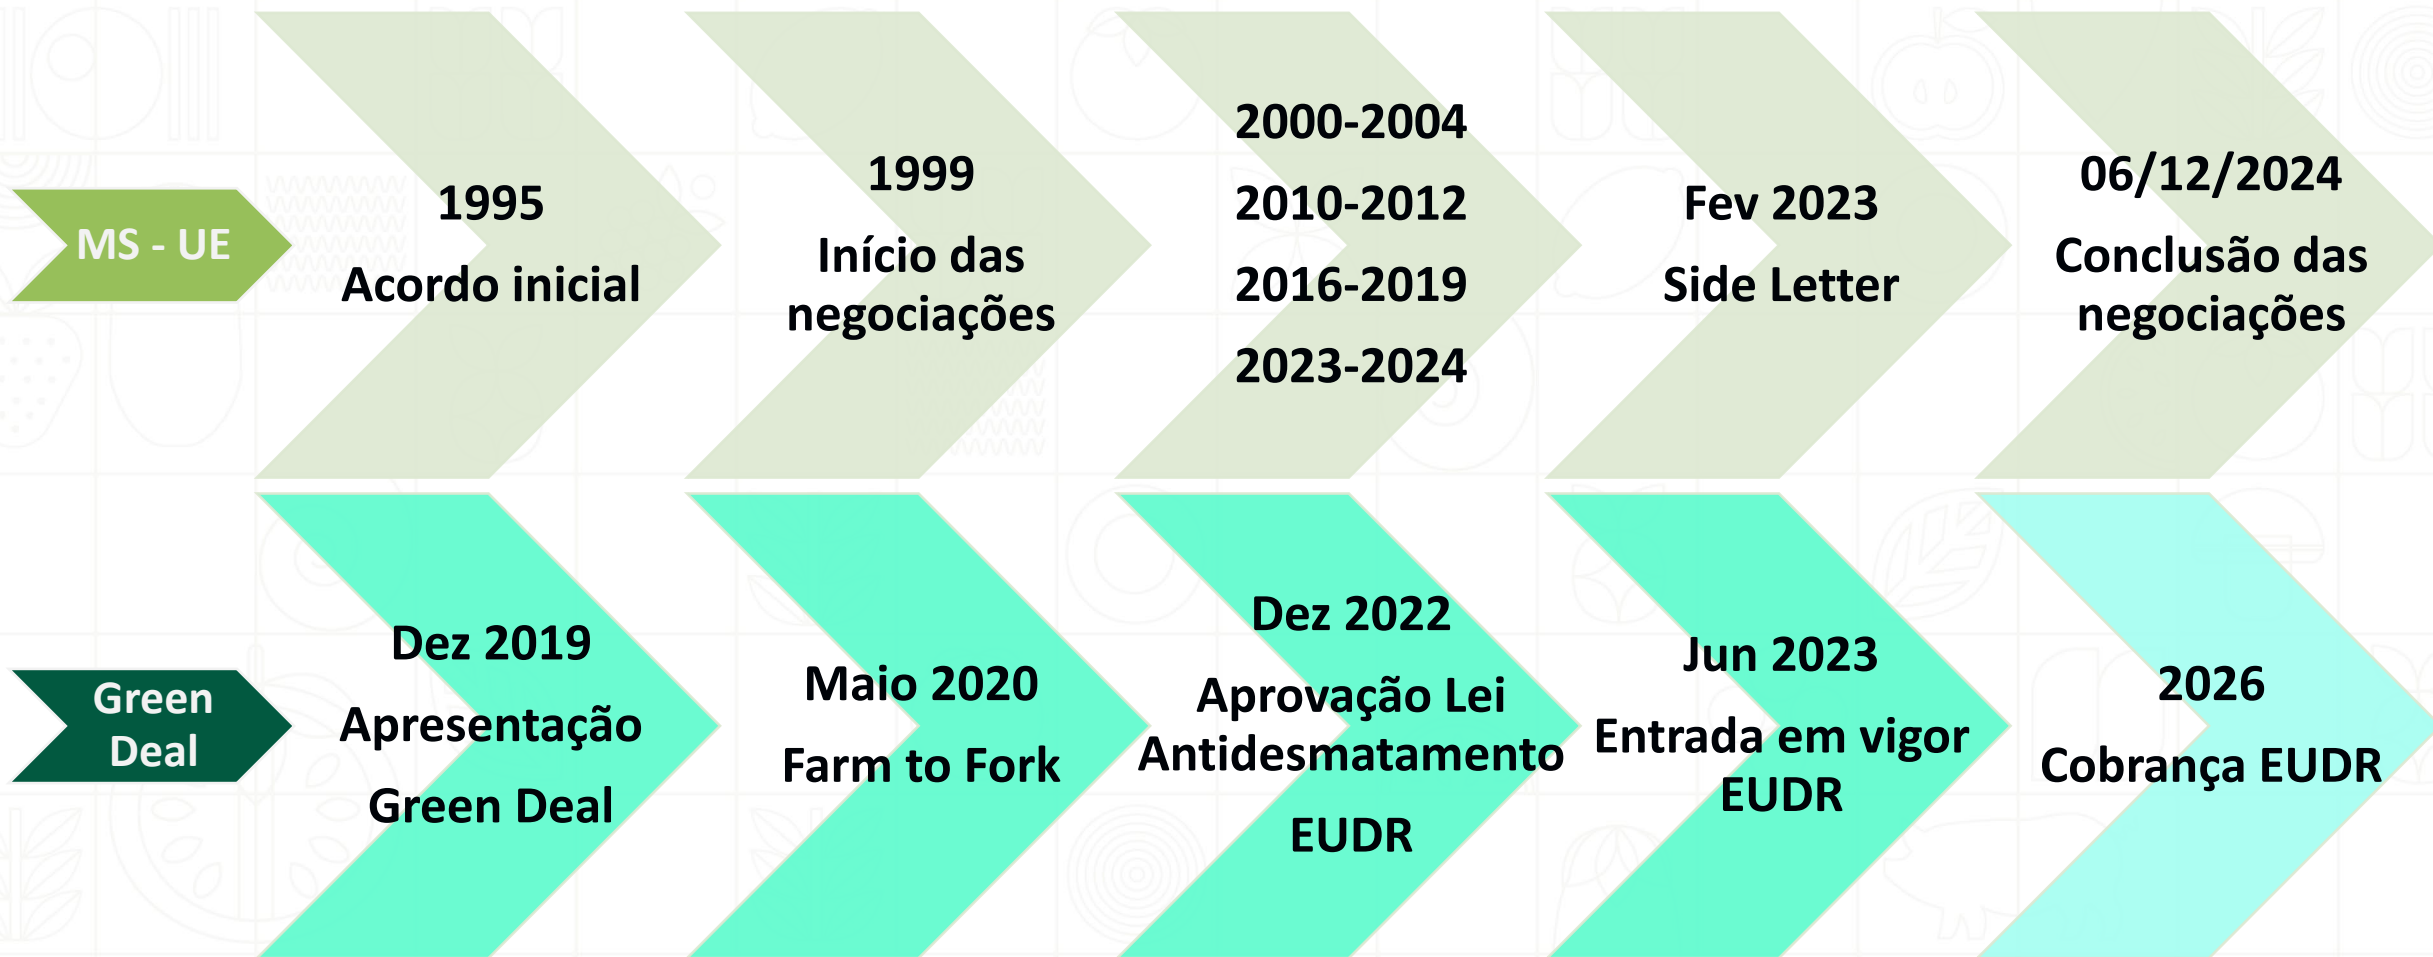 MS - UE
1995
Acordo inicial
1999
Início das
negociações
2000-2004
2010-2012
2016-2019
2023-2024
Fev 2023
Side Letter
06/12/2024
Conclusão das
negociações
Green
Deal
Dez 2019
Apresentação
Green Deal
Maio 2020
Farm to Fork
Dez 2022
Aprovação Lei
Antidesmatamento
EUDR
Jun 2023
Entrada em vigor
EUDR
2026
Cobrança EUDR